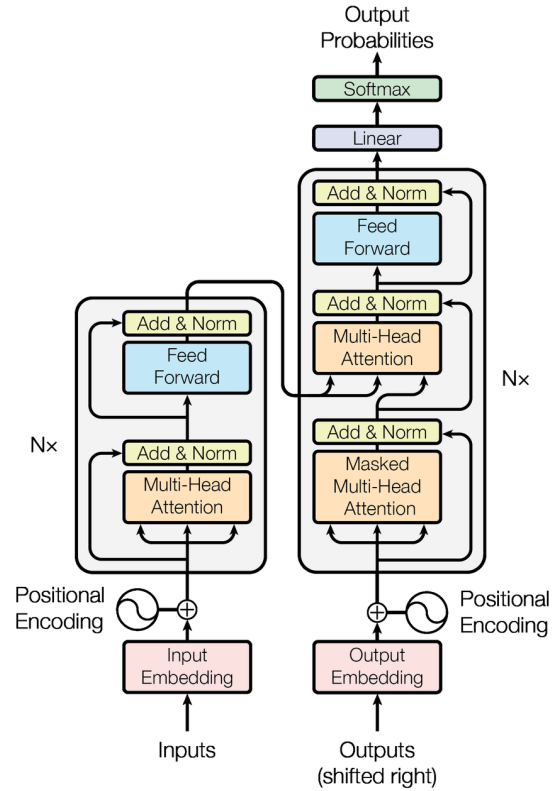 Output
Probabilities
Softmax
Linear
Add & Norm
Feed
Forward
Add & Norm
Multi-Head
Attention
Add & Norm
Masked
Multi-Head
Attention
N×
Positional
Encoding
Output
Embedding
Outputs
(shifted right)
Add & Norm
Feed
Forward
Add & Norm
Multi-Head
Attention
N×
Positional
Encoding
Input
Embedding
Inputs